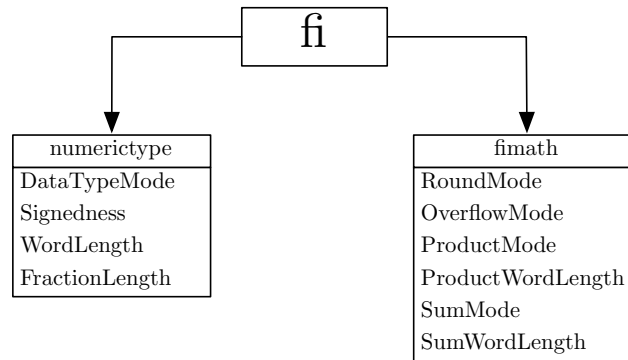 fi
numerictype
DataTypeMode
Signedness
WordLength
FractionLength
fimath
RoundMode
OverflowMode
ProductMode
ProductWordLength
SumMode
SumWordLength